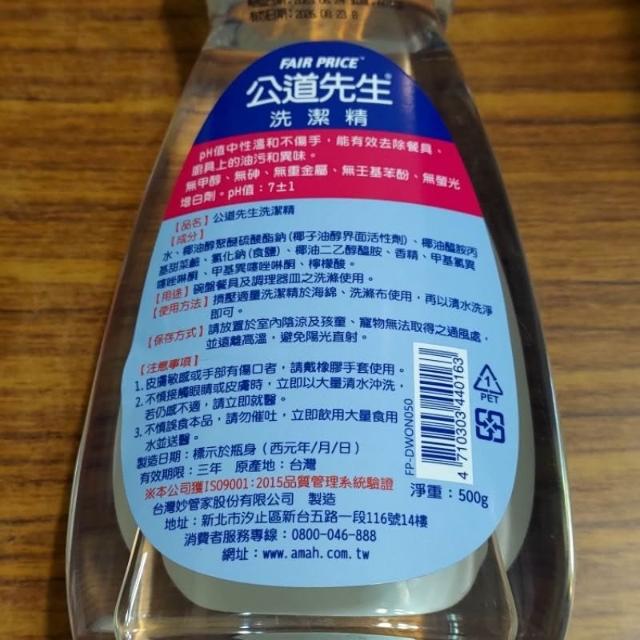 有效日期:2026.08.23 B
FAIR PRICE™
公道先生®
洗潔精
pH值中性溫和不傷手,能有效去除餐具、
廚具上的油污和異味。
無甲醇、無砷、無重金屬、無壬基苯酚、無螢光
增白劑。pH值:7±1
【品名】公道先生洗潔精
【成分】
水、椰油醇聚醚硫酸酯鈉(椰子油醇界面活性劑)、椰油醯胺丙
基甜菜鹼、氯化鈉(食鹽)、椰油二乙醇醯胺、香精、甲基氯異
噻唑啉酮、甲基異噻唑啉酮、檸檬酸。
【用途】碗盤餐具及調理器皿之洗滌使用。
【使用方法】擠壓適量洗潔精於海綿、洗滌布使用,再以清水洗淨
即可。
【保存方式】請放置於室內陰涼及孩童、寵物無法取得之通風處,
並遠離高溫,避免陽光直射。
【注意事項】
1. 皮膚敏感或手部有傷口者,請戴橡膠手套使用。
2. 不慎接觸眼睛或皮膚時,立即以大量清水沖洗,
若仍感不適,請立即就醫。
3. 不慎誤食本品,請勿催吐,立即飲用大量食用
水並送醫。
製造日期:標示於瓶身(西元年/月/日)
有效期限:三年 原產地:台灣
※本公司獲ISO9001:2015品質管理系統驗證
台灣妙管家股份有限公司 製造
地址:新北市汐止區新台五路一段116號14樓
消費者服務專線:0800-046-888
網址:www.amah.com.tw
FP-DWON050
4 710303 440163
1
PET
淨重:500g